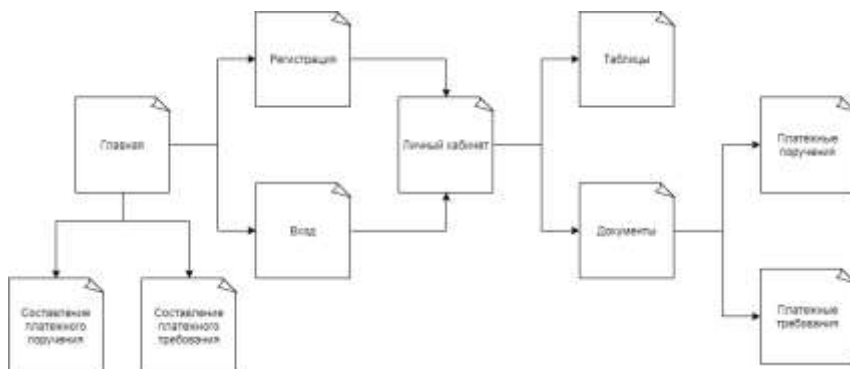 Регистрация
Таблицы
Главная
Личный кабинет
Платежные
поручения
Вход
Документы
Составление
платежного
поручения
Составление
платежного
требования
Платежные
требования